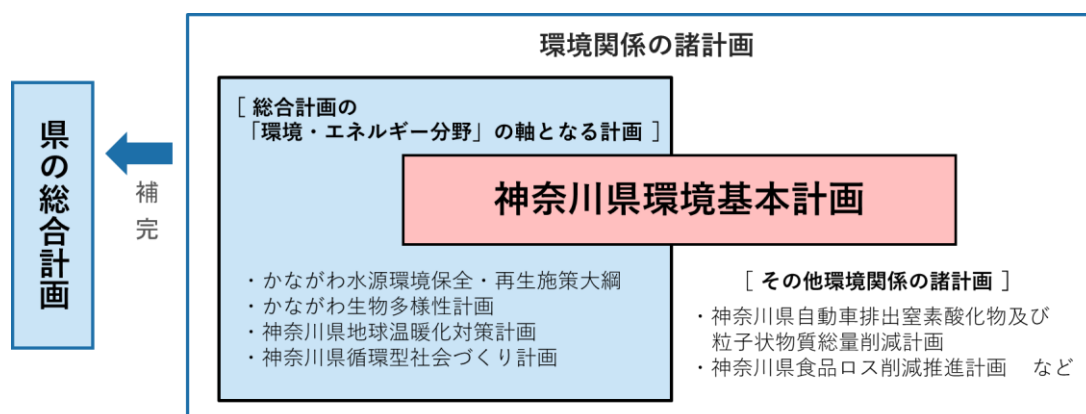 環境関係の諸計画
県の総合計画
補完
［ 総合計画の
「環境・エネルギー分野」の軸となる計画 ］
神奈川県環境基本計画
・かながわ水源環境保全・再生施策大綱
・かながわ生物多様性計画
・神奈川県地球温暖化対策計画
・神奈川県循環型社会づくり計画
［ その他環境関係の諸計画 ］
・神奈川県自動車排出窒素酸化物及び
粒子状物質総量削減計画
・神奈川県食品ロス削減推進計画　など